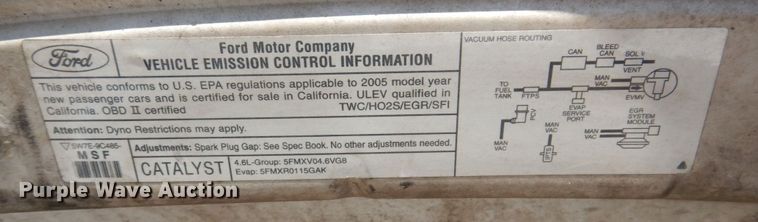 Ford
Ford Motor Company
VEHICLE EMISSION CONTROL INFORMATION
This vehicle conforms to U.S. EPA regulations applicable to 2005 model year
new passenger cars and is certified for sale in California. ULEV qualified in
California. OBD II certified
TWC/HO2S/EGR/SFI
Attention: Dyno Restrictions may apply.
5W7E-9C485-
MSF
Adjustments- Spark Plug Gap: See Spec Book. No other adjustments needed.
CATALYST
4.6L-Group: 5FMXV04.6VG8
Evap: 5FMXR0115GAK
VACUUM HOSE ROUTING
CAN
BLEED
CAN
SOL V
VENT
TO
FUEL
TANK
FTPS
MAN
VAC
EVMV
EVAP
SERVICE
PORT
PCV
MAN
VAC
MAN
VAC
EGR
SYSTEM
MODULE
MAN
VAC
Purple Wave Auction